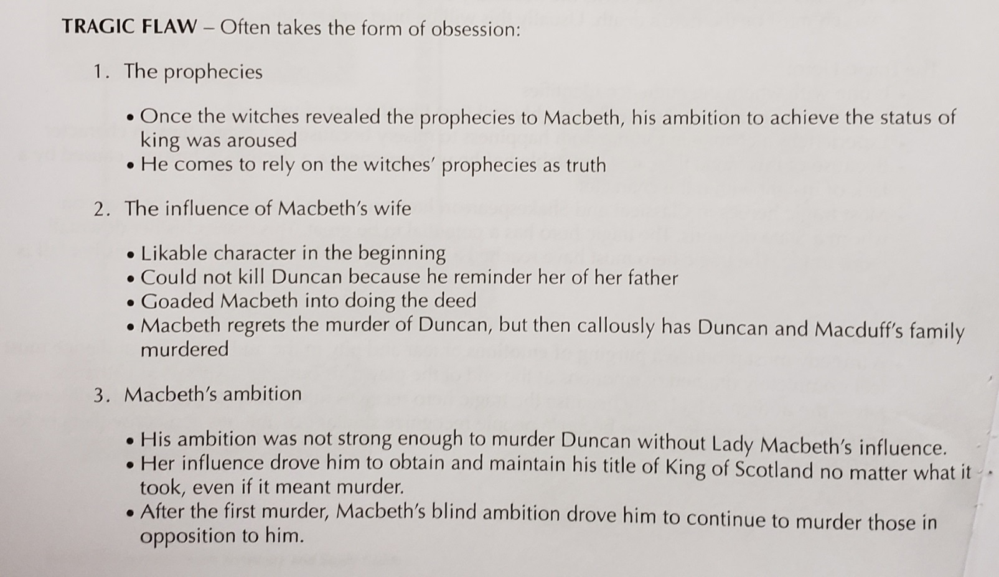 TRAGIC FLAW – Often takes the form of obsession:
1. The prophecies
• Once the witches revealed the prophecies to Macbeth, his ambition to achieve the status of
king was aroused
• He comes to rely on the witches' prophecies as truth
2. The influence of Macbeth's wife
• Likable character in the beginning
• Could not kill Duncan because he reminder her of her father
• Goaded Macbeth into doing the deed
• Macbeth regrets the murder of Duncan, but then callously has Duncan and Macduff's family
murdered
3. Macbeth's ambition
• His ambition was not strong enough to murder Duncan without Lady Macbeth's influence.
• Her influence drove him to obtain and maintain his title of King of Scotland no matter what it
took, even if it meant murder.
• After the first murder, Macbeth's blind ambition drove him to continue to murder those in
opposition to him.